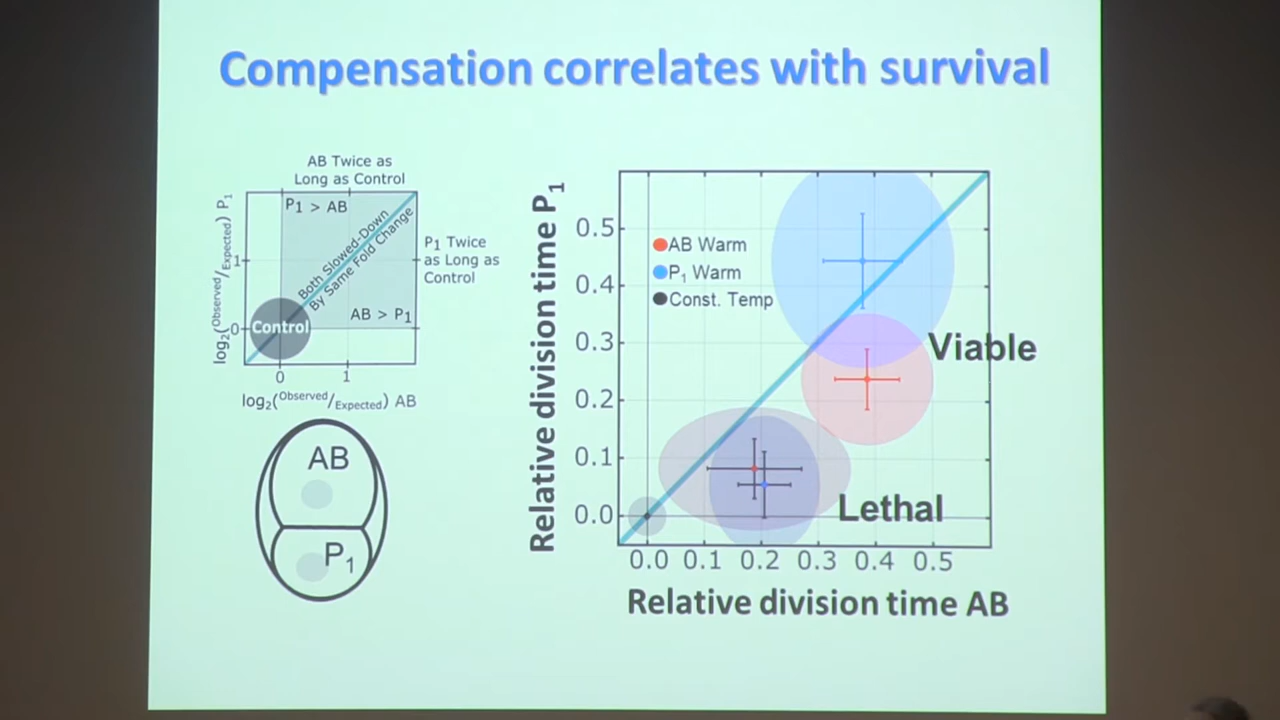 Compensation correlates with survival
AB Twice as
Long as Control
P1 > AB
Both Slowed-Down
By Same Fold Change
AB > P1
Control
P1 Twice
as Long as
Control
log2(Observed/Expected) P1
1
0
0
1
log2(Observed/Expected) AB
AB
P1
Relative division time P1
0.5
0.4
0.3
0.2
0.1
0.0
AB Warm
P1 Warm
Const. Temp
Viable
Lethal
0.0 0.1 0.2 0.3 0.4 0.5
Relative division time AB